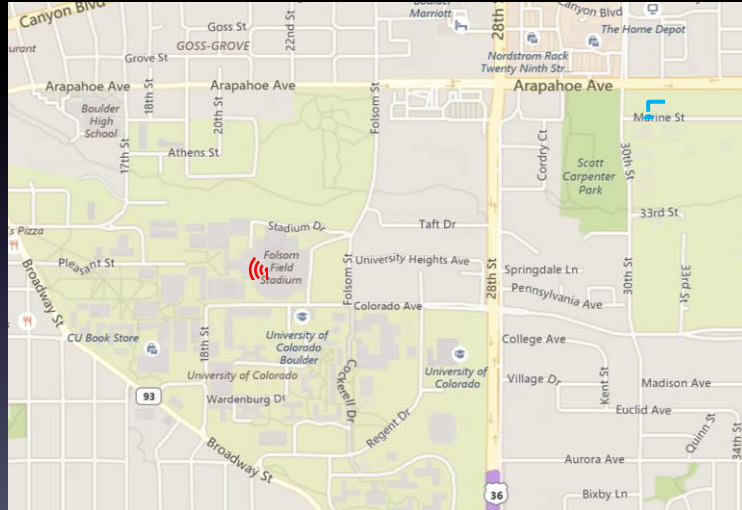 Canyon Blvd
Goss St
GOSS-GROVE
22nd St
Boulder
Marriott
28th St
Canyon Blvd
The Home Depot
urant
Grove St
Nordstrom Rack
Twenty Ninth Str...
Arapahoe Ave
Arapahoe Ave
18th St
20th St
Folsom St
Boulder
High
School
17th St
Athens St
Cordry Ct
Scott
Carpenter
Park
30th St
Marine St
33rd St
's Pizza
Stadium Dr
Taft Dr
Pleasant St
Folsom
Field
Stadium
Folsom St
University Heights Ave
28th St
Springdale Ln
Pennsylvania Ave
30th St
33rd St
Broadway St
Colorado Ave
CU Book Store
18th St
University of
Colorado
Boulder
College Ave
University of Colorado
University of
Colorado
Village Dr
Kent St
Madison Ave
93
Wardenburg Dr
Cockerell Dr
Regent Dr
Euclid Ave
Quinn St
34th St
Broadway St
Aurora Ave
36
Bixby Ln